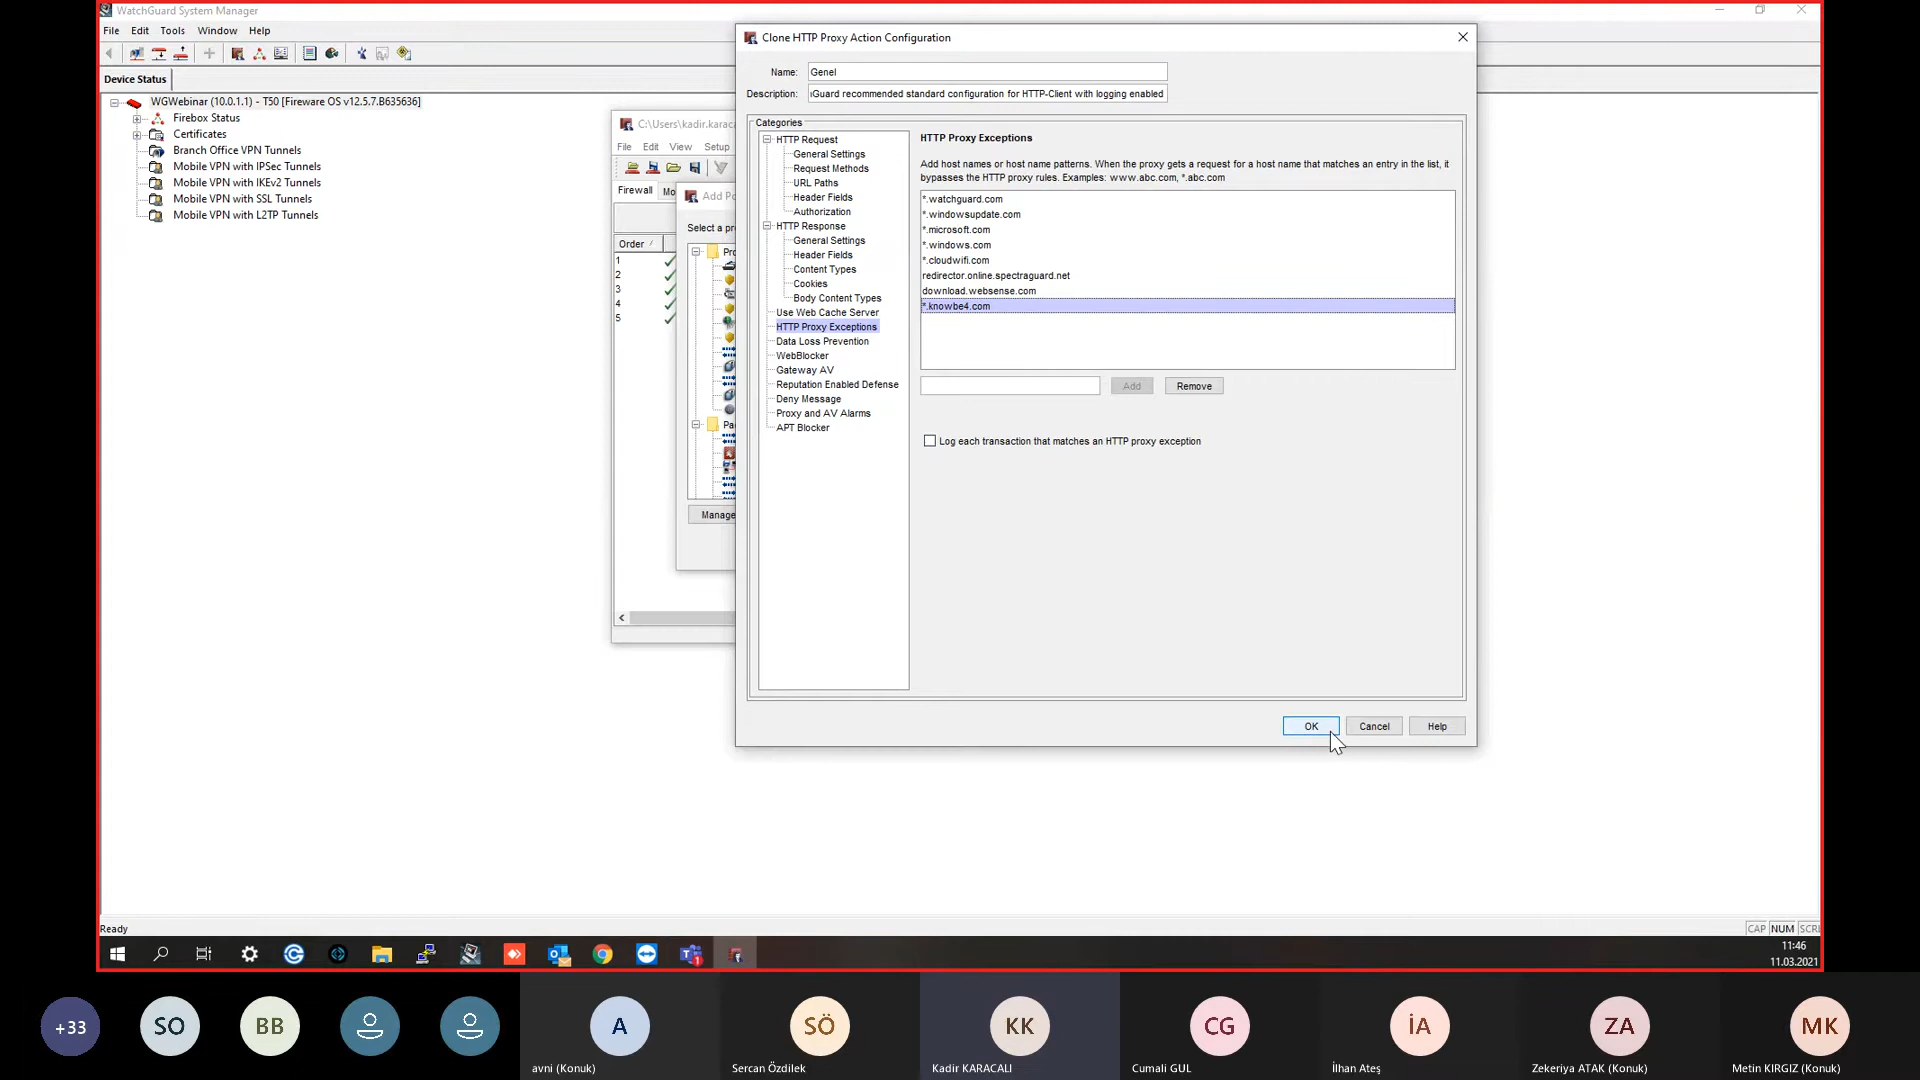 WatchGuard System Manager
File Edit Tools Window Help
Device Status
WGWebinar (10.0.1.1) - T50 [Fireware OS v12.5.7.B635636]
Firebox Status
Certificates
Branch Office VPN Tunnels
Mobile VPN with IPSec Tunnels
Mobile VPN with IKEv2 Tunnels
Mobile VPN with SSL Tunnels
Mobile VPN with L2TP Tunnels
C:\Users\kadir.karaca
File Edit View Setup
Firewall Mo
Add Po
Select a pr
Order
1
2
3
4
5
Pro
Pa
Manage
Clone HTTP Proxy Action Configuration
Name: Genel
Description: Guard recommended standard configuration for HTTP-Client with logging enabled
Categories
HTTP Request
General Settings
Request Methods
URL Paths
Header Fields
Authorization
HTTP Response
General Settings
Header Fields
Content Types
Cookies
Body Content Types
Use Web Cache Server
HTTP Proxy Exceptions
Data Loss Prevention
WebBlocker
Gateway AV
Reputation Enabled Defense
Deny Message
Proxy and AV Alarms
APT Blocker
HTTP Proxy Exceptions
Add host names or host name patterns. When the proxy gets a request for a host name that matches an entry in the list, it
bypasses the HTTP proxy rules. Examples: www.abc.com, *.abc.com
*.watchguard.com
*.windowsupdate.com
*.microsoft.com
*.windows.com
*.cloudwifi.com
redirector.online.spectraguard.net
download.websense.com
*.knowbe4.com
Add Remove
Log each transaction that matches an HTTP proxy exception
OK Cancel Help
Ready
CAP NUM SCRL
11:46
11.03.2021
+33
SO
BB
A
avni (Konuk)
SÖ
Sercan Özdilek
KK
Kadir KARACALI
CG
Cumali GUL
İA
İlhan Ateş
ZA
Zekeriya ATAK (Konuk)
MK
Metin KIRGIZ (Konuk)